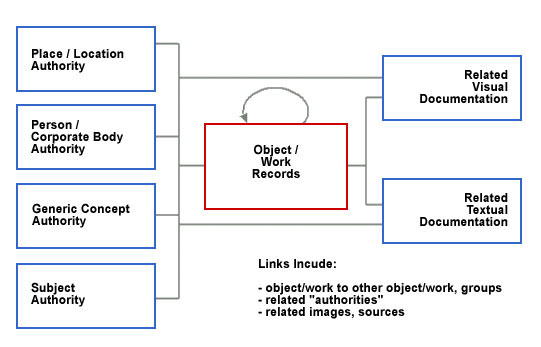 Place / Location
Authority
Person /
Corporate Body
Authority
Generic Concept
Authority
Subject
Authority
Object /
Work
Records
Related
Visual
Documentation
Related
Textual
Documentation
Links Incude:
- object/work to other object/work, groups
- related "authorities"
- related images, sources